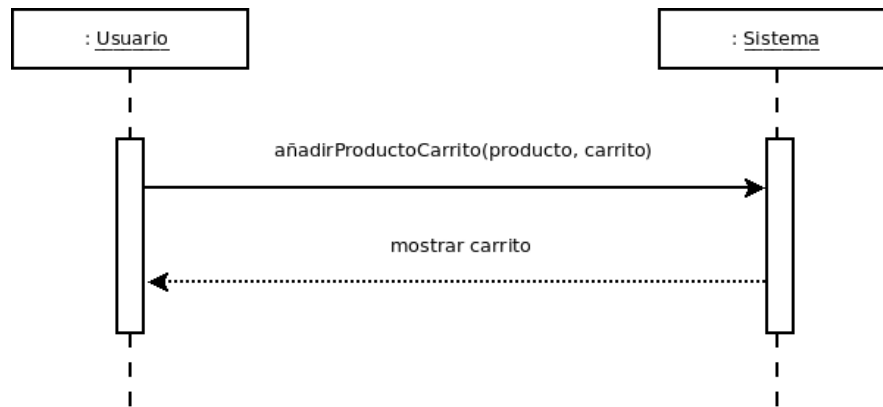 : Usuario
: Sistema
añadirProductoCarrito(producto, carrito)
mostrar carrito